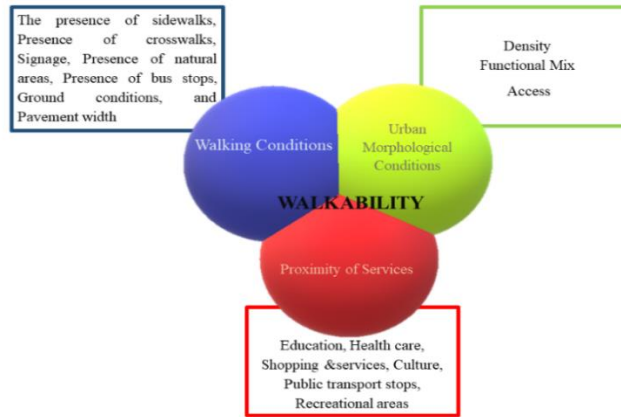 The presence of sidewalks,
Presence of crosswalks,
Signage, Presence of natural
areas, Presence of bus stops,
Ground conditions, and
Pavement width
Density
Functional Mix
Access
Walking Conditions
Urban
Morphological
Conditions
WALKABILITY
Proximity of Services
Education, Health care,
Shopping &services, Culture,
Public transport stops,
Recreational areas